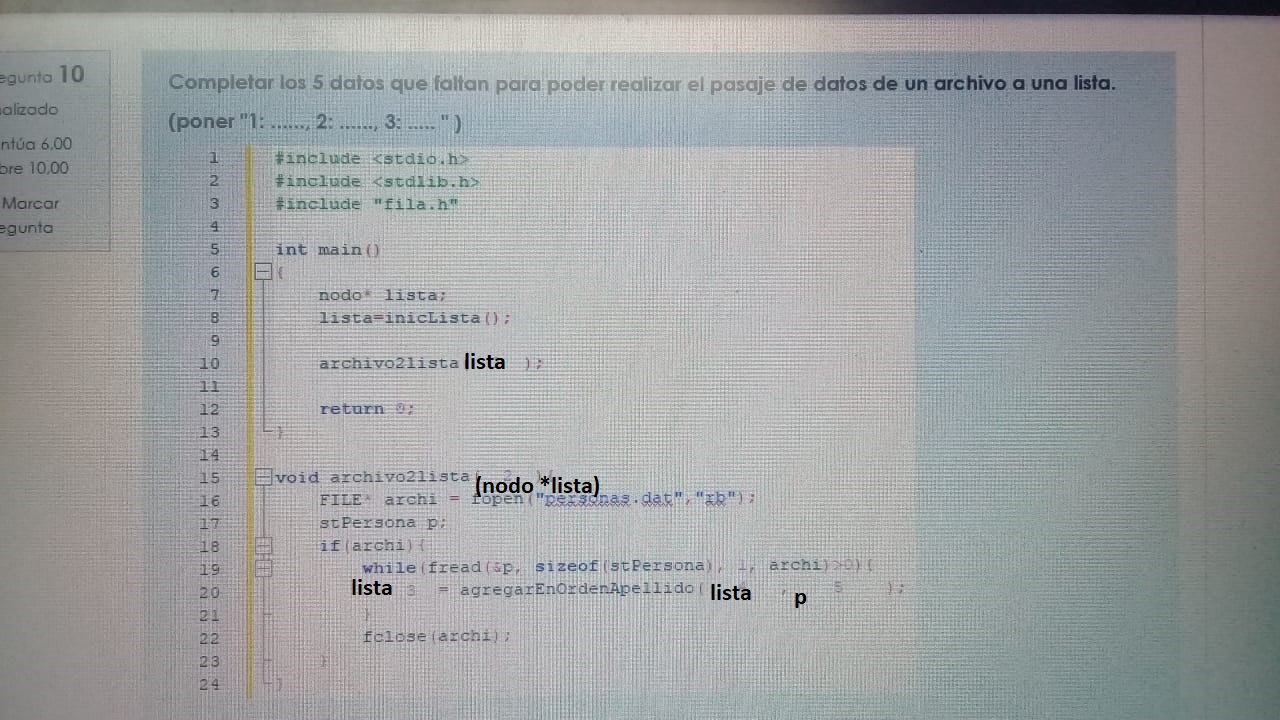 egunta 10
alizado
ntúa 6,00
bre 10,00
Marcar
egunta
Completar los 5 datos que faltan para poder realizar el pasaje de datos de un archivo a una lista.
(poner "1: ......, 2: ......, 3: ..... " )
1 #include <stdio.h>
2 #include <stdlib.h>
3 #include "fila.h"
4
5 int main()
6 {
7 nodo* lista;
8 lista=inicLista();
9
10 archivo2lista lista );
11
12 return 0;
13 }
14
15 void archivo2lista (nodo *lista)
16 FILE* archi = fopen("personas.dat","rb");
17 stPersona p;
18 if(archi){
19 while(fread(&p, sizeof(stPersona), 1, archi)>0){
20 lista 3 = agregarEnOrdenApellido( lista , p 5 );
21 }
22 fclose(archi);
23 }
24 }